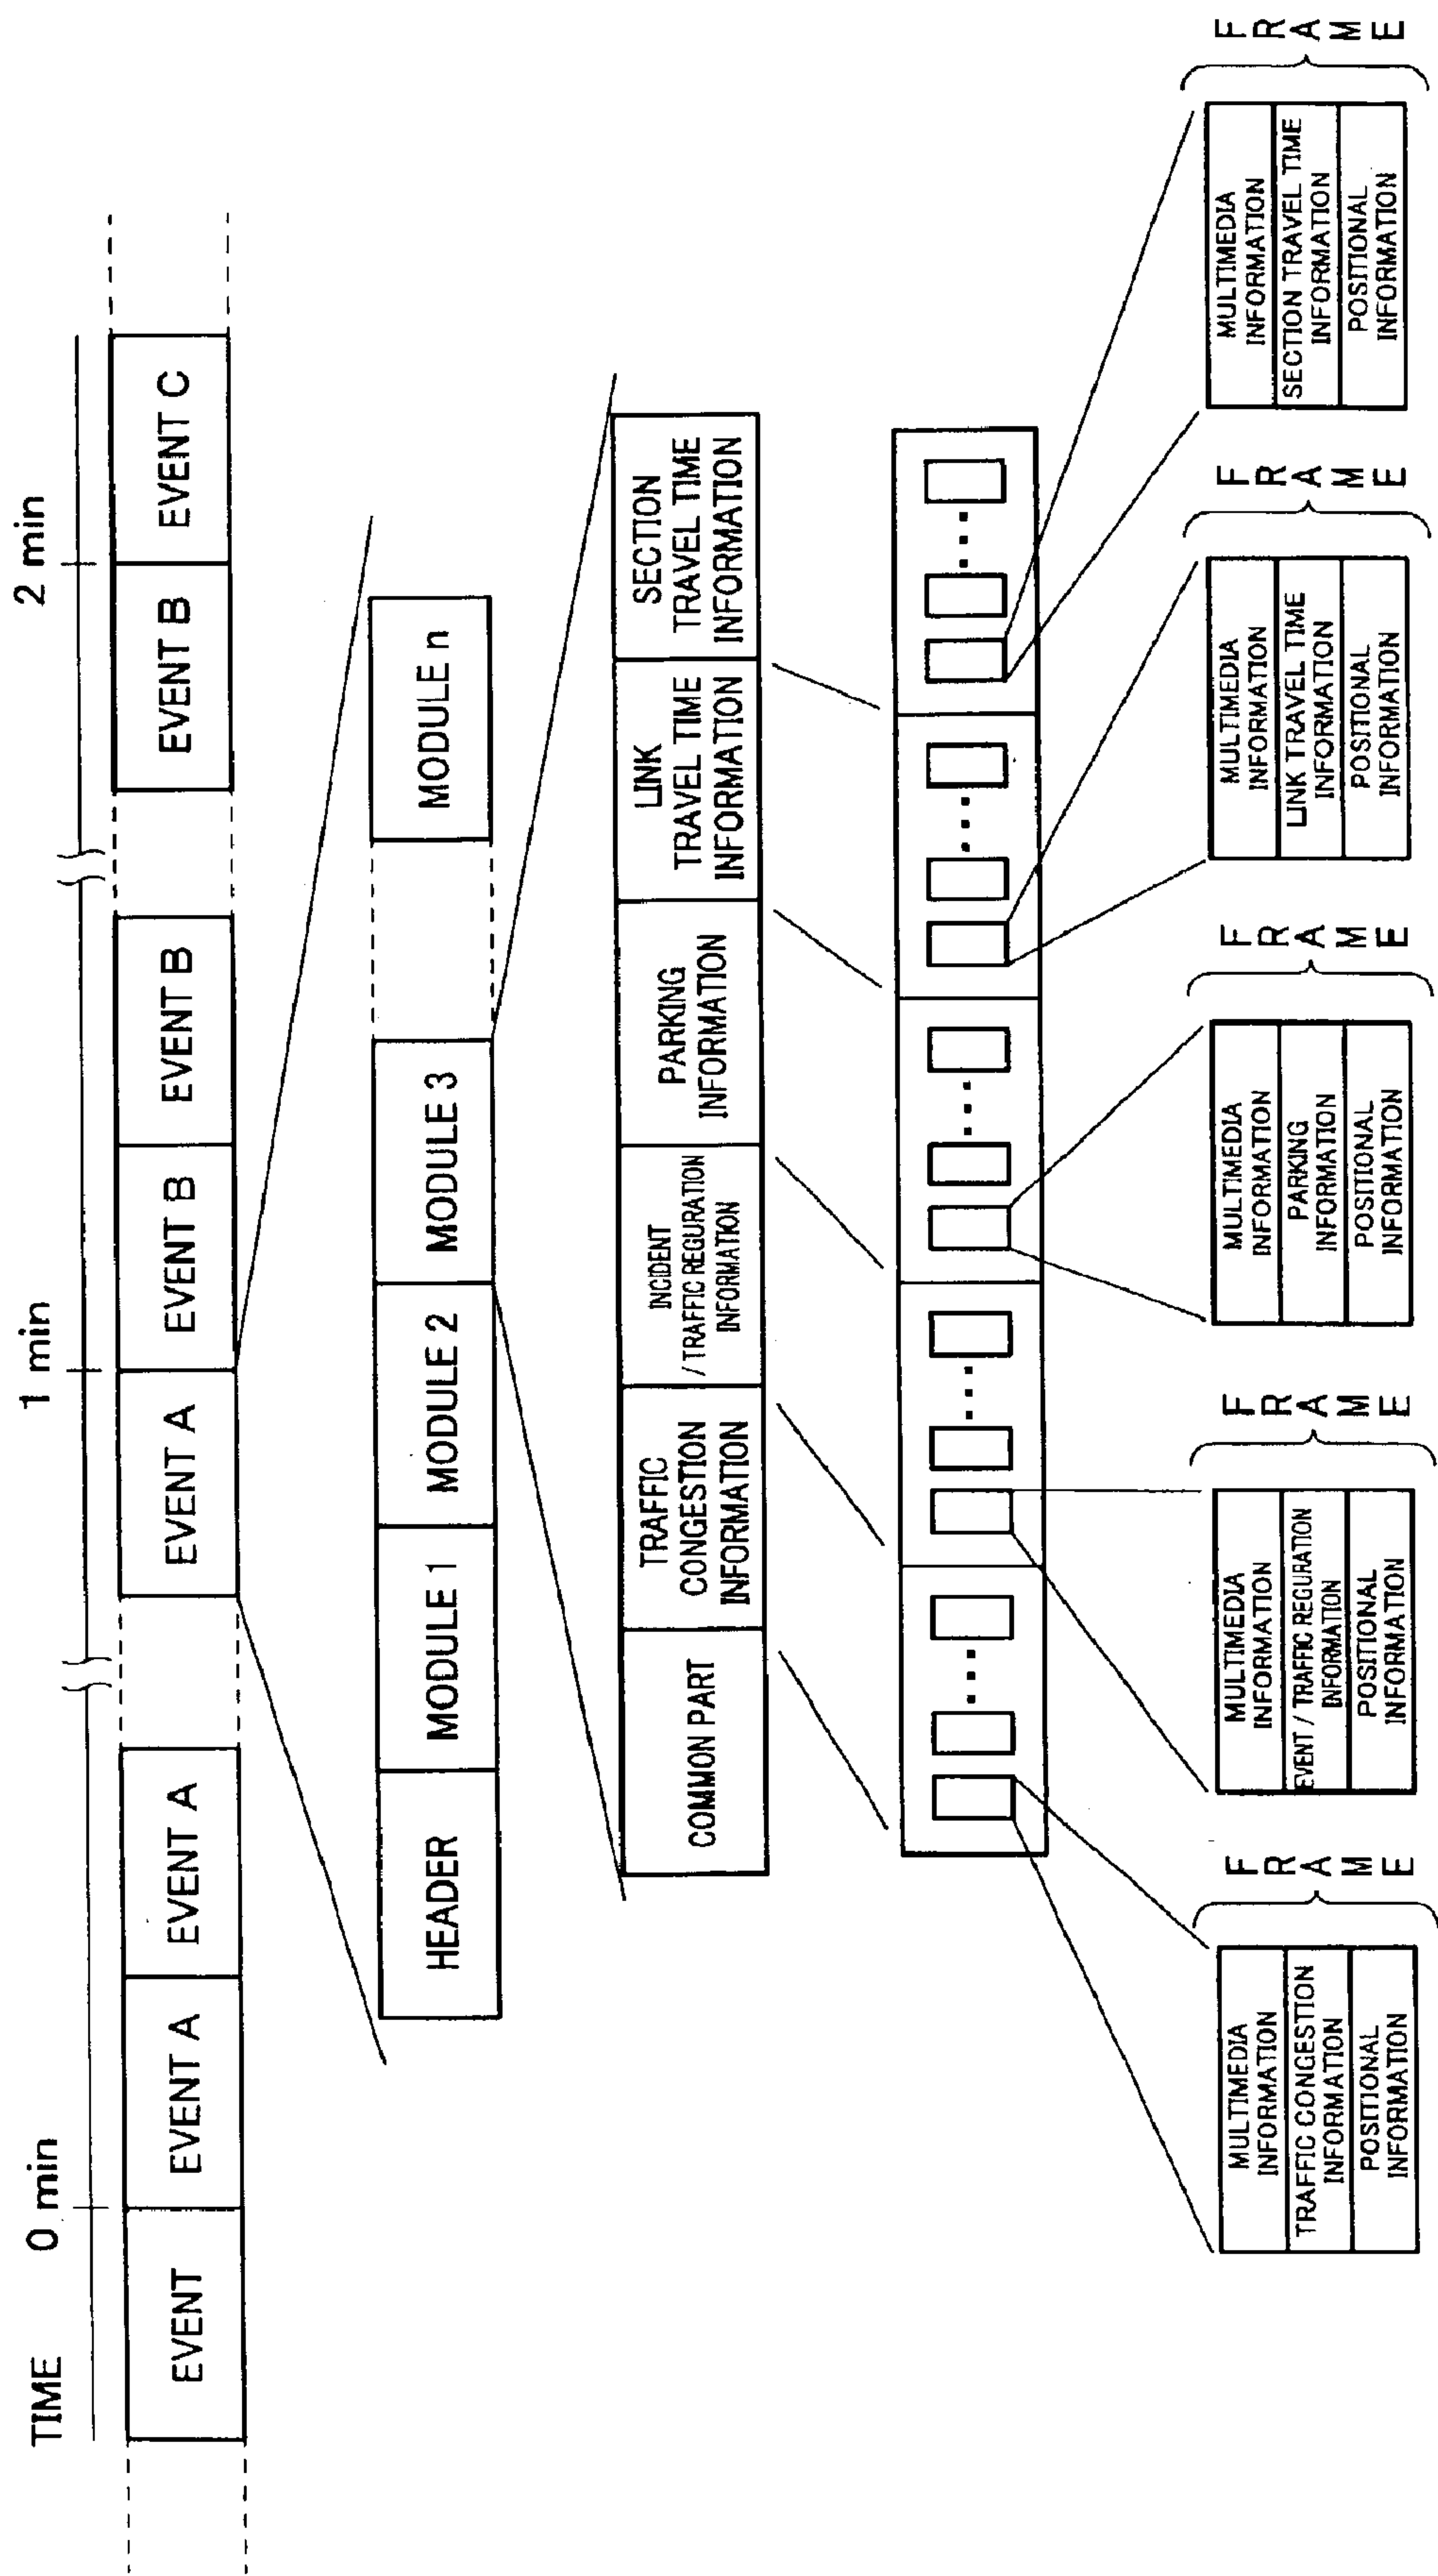 TIME
0 min
1 min
2 min
EVENT
EVENT A
EVENT A
EVENT A
EVENT B
EVENT B
EVENT B
EVENT C
HEADER
MODULE 1
MODULE 2
MODULE 3
MODULE n
COMMON PART
TRAFFIC
CONGESTION
INFORMATION
INCIDENT
/TRAFFIC REGURATION
INFORMATION
PARKING
INFORMATION
LINK
TRAVEL TIME
INFORMATION
SECTION
TRAVEL TIME
INFORMATION
MULTIMEDIA
INFORMATION
TRAFFIC CONGESTION
INFORMATION
POSITIONAL
INFORMATION
FRAME
MULTIMEDIA
INFORMATION
EVENT / TRAFFIC REGURATION
INFORMATION
POSITIONAL
INFORMATION
FRAME
MULTIMEDIA
INFORMATION
PARKING
INFORMATION
POSITIONAL
INFORMATION
FRAME
MULTIMEDIA
INFORMATION
LINK TRAVEL TIME
INFORMATION
POSITIONAL
INFORMATION
FRAME
MULTIMEDIA
INFORMATION
SECTION TRAVEL TIME
INFORMATION
POSITIONAL
INFORMATION
FRAME